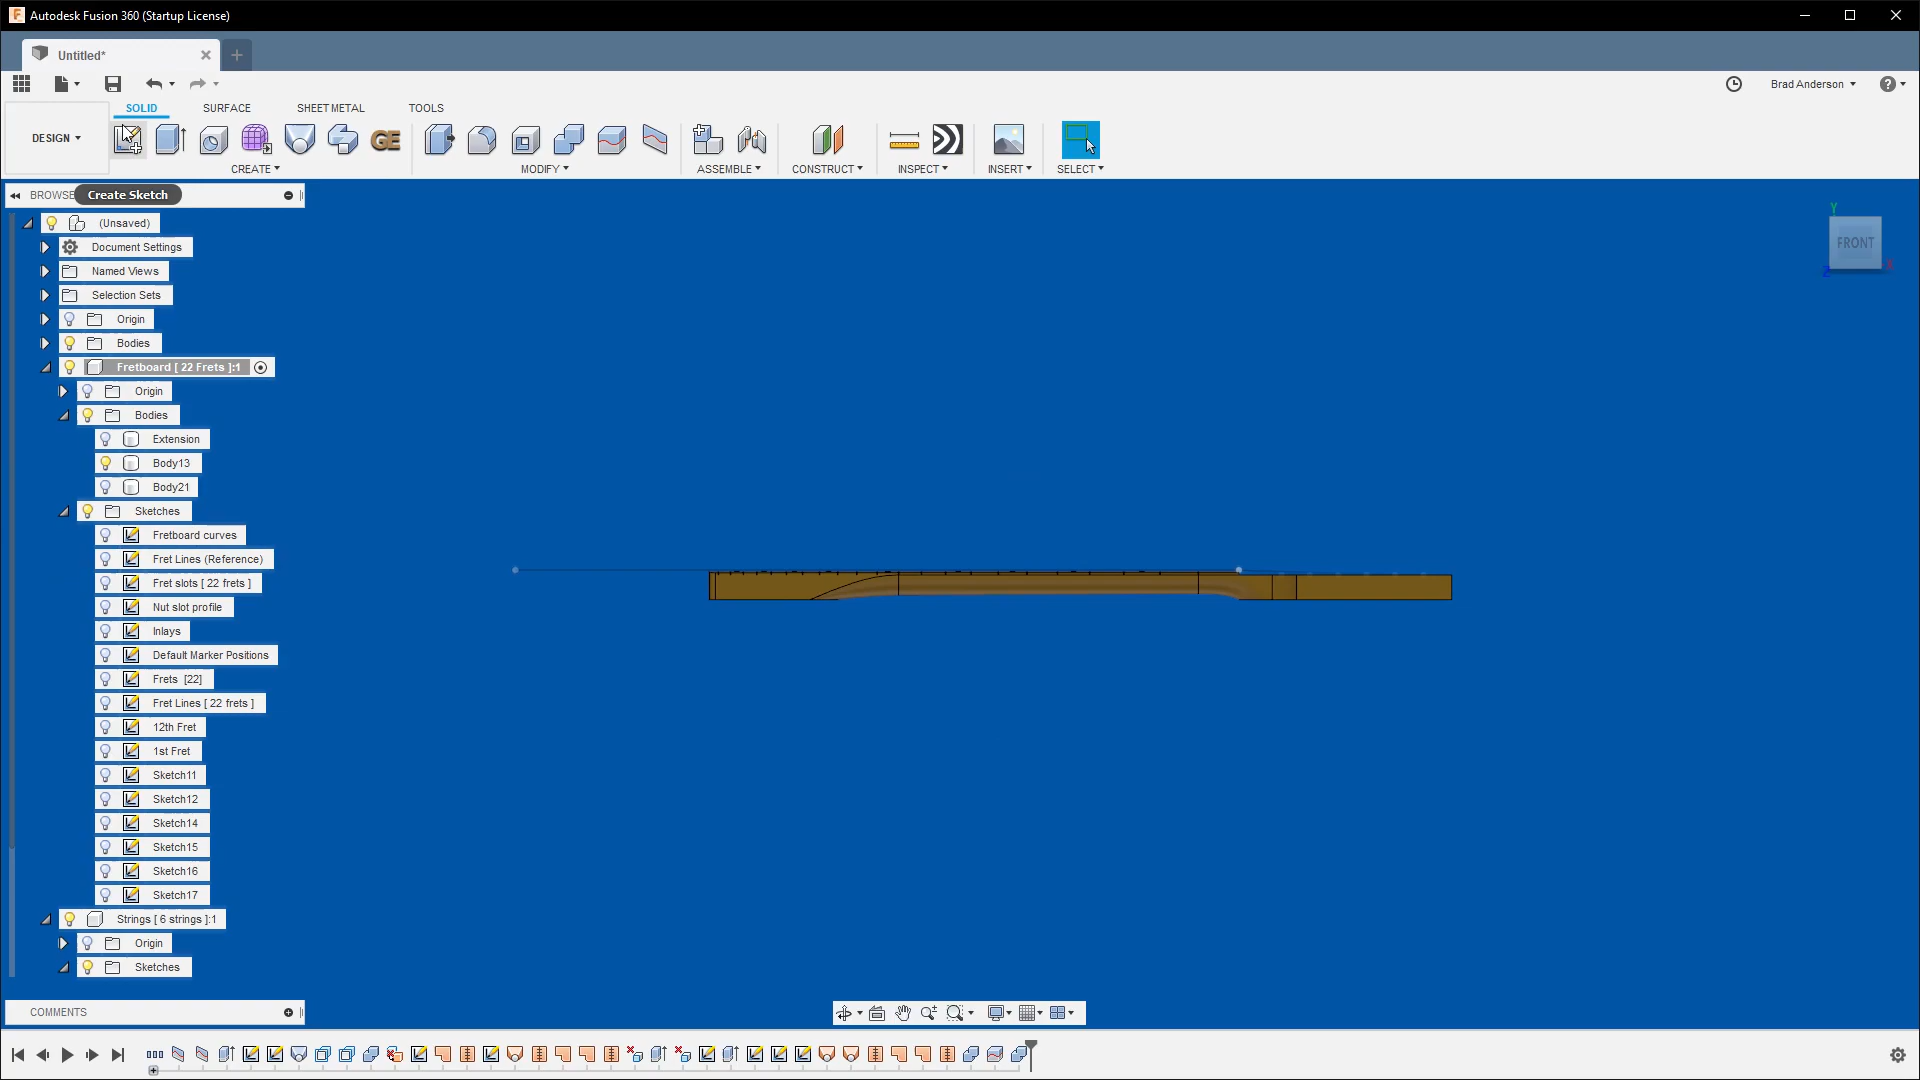 Autodesk Fusion 360 (Startup License)
Untitled*
Brad Anderson
SOLID SURFACE SHEET METAL TOOLS
DESIGN
GE
CREATE MODIFY ASSEMBLE CONSTRUCT INSPECT INSERT SELECT
BROWSE
Create Sketch
(Unsaved)
Document Settings
Named Views
Selection Sets
Origin
Bodies
Fretboard [ 22 Frets ]:1
Origin
Bodies
Extension
Body13
Body21
Sketches
Fretboard curves
Fret Lines (Reference)
Fret slots [ 22 frets ]
Nut slot profile
Inlays
Default Marker Positions
Frets [22]
Fret Lines [ 22 frets ]
12th Fret
1st Fret
Sketch11
Sketch12
Sketch14
Sketch15
Sketch16
Sketch17
Strings [ 6 strings ]:1
Origin
Sketches
Y
FRONT
Z X
COMMENTS